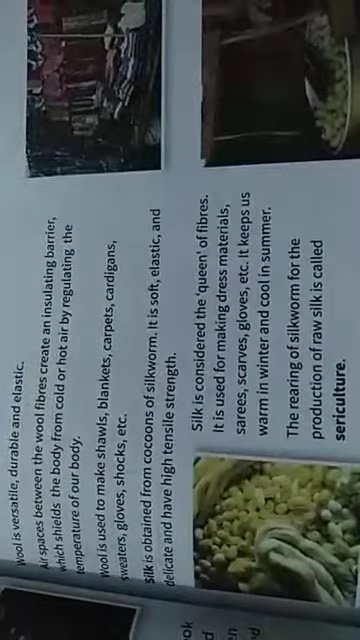 Wool is versatile, durable and elastic.
Air spaces between the wool fibres create an insulating barrier,
which shields the body from cold or hot air by regulating the
temperature of our body.
Wool is used to make shawls, blankets, carpets, cardigans,
sweaters, gloves, shocks, etc.
Silk is obtained from cocoons of silkworm. It is soft, elastic, and
delicate and have high tensile strength.
Silk is considered the 'queen' of fibres.
It is used for making dress materials,
sarees, scarves, gloves, etc. It keeps us
warm in winter and cool in summer.
The rearing of silkworm for the
production of raw silk is called
sericulture.